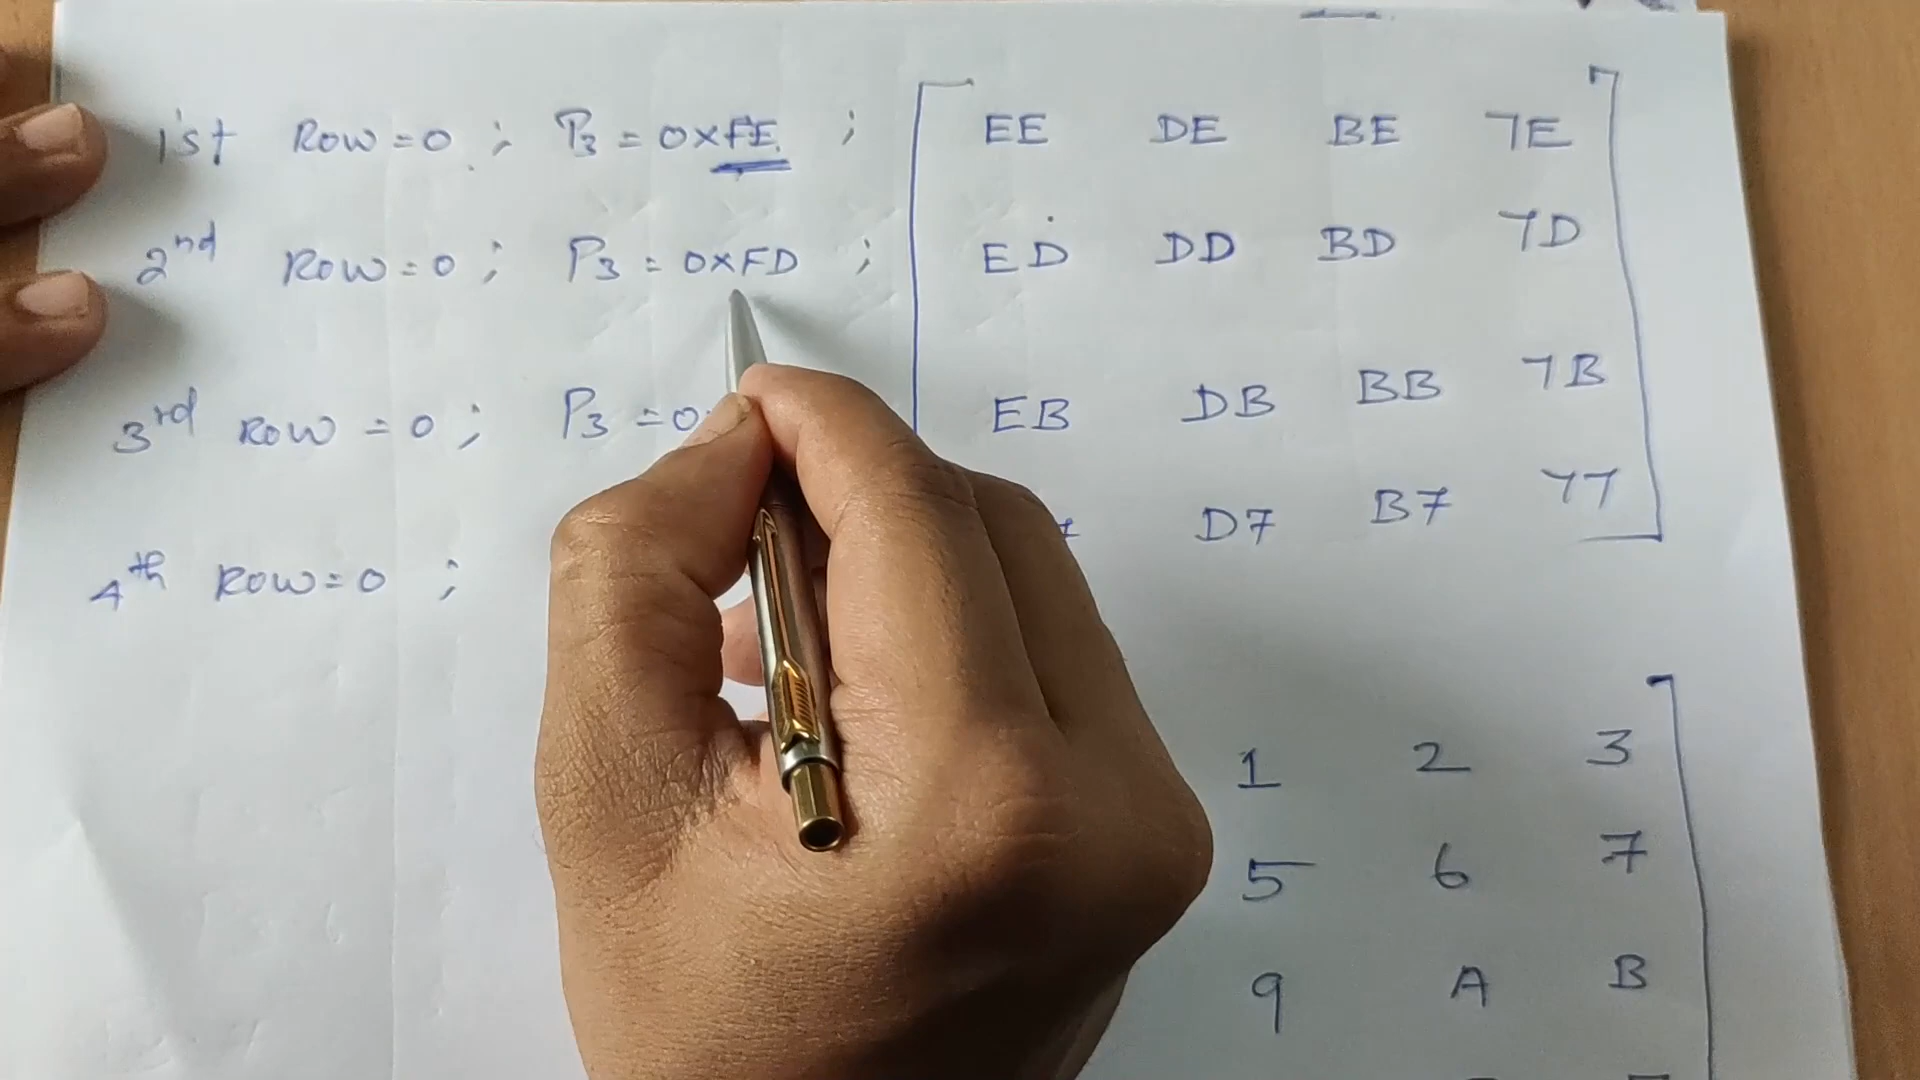 1'st Row=0 ; P3 = 0xFE ; EE DE BE 7E
2nd Row=0 ; P3 = 0xFD ; ED DD BD 7D
3rd Row = 0 ; P3 = 0 EB DB BB 7B
D7 B7 77
4th Row=0 ;
1 2 3
5 6 7
9 A B